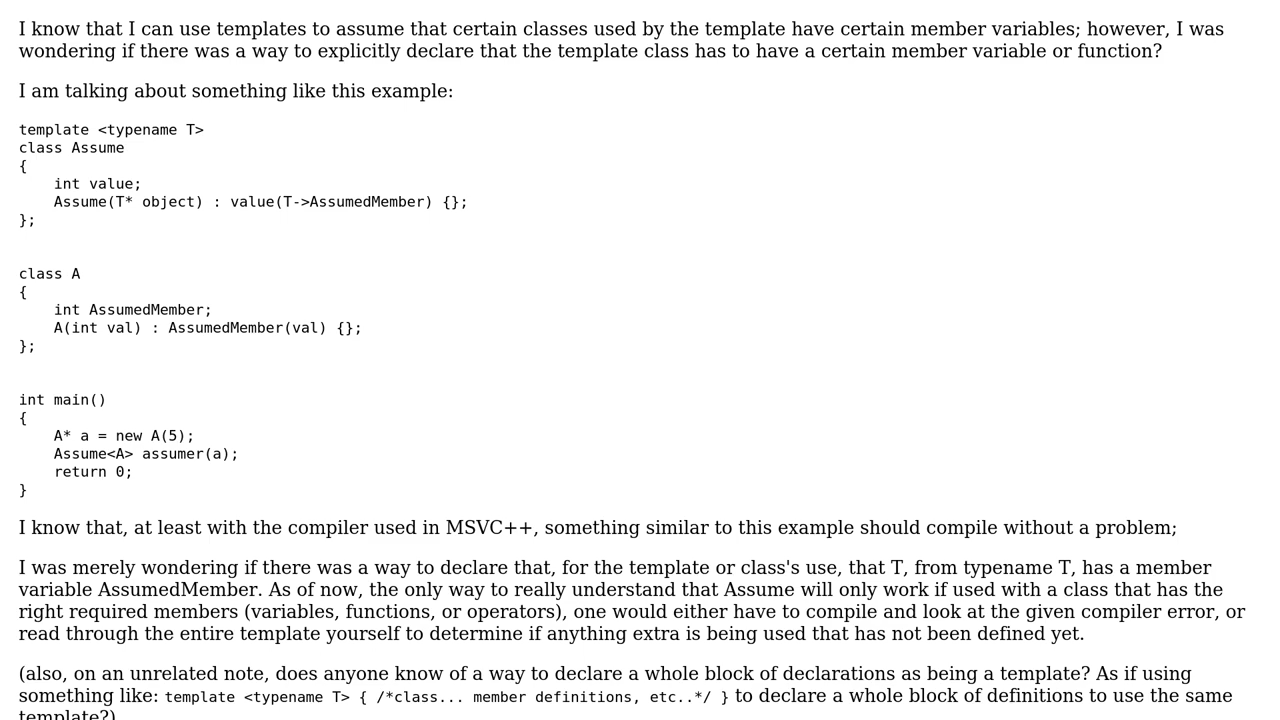 I know that I can use templates to assume that certain classes used by the template have certain member variables; however, I was
wondering if there was a way to explicitly declare that the template class has to have a certain member variable or function?
I am talking about something like this example:
template <typename T>
class Assume
{
    int value;
    Assume(T* object) : value(T->AssumedMember) {};
};
class A
{
    int AssumedMember;
    A(int val) : AssumedMember(val) {};
};
int main()
{
    A* a = new A(5);
    Assume<A> assumer(a);
    return 0;
}
I know that, at least with the compiler used in MSVC++, something similar to this example should compile without a problem;
I was merely wondering if there was a way to declare that, for the template or class's use, that T, from typename T, has a member
variable AssumedMember. As of now, the only way to really understand that Assume will only work if used with a class that has the
right required members (variables, functions, or operators), one would either have to compile and look at the given compiler error, or
read through the entire template yourself to determine if anything extra is being used that has not been defined yet.
(also, on an unrelated note, does anyone know of a way to declare a whole block of declarations as being a template? As if using
something like: template <typename T> { /*class... member definitions, etc..*/ } to declare a whole block of definitions to use the same
template?)